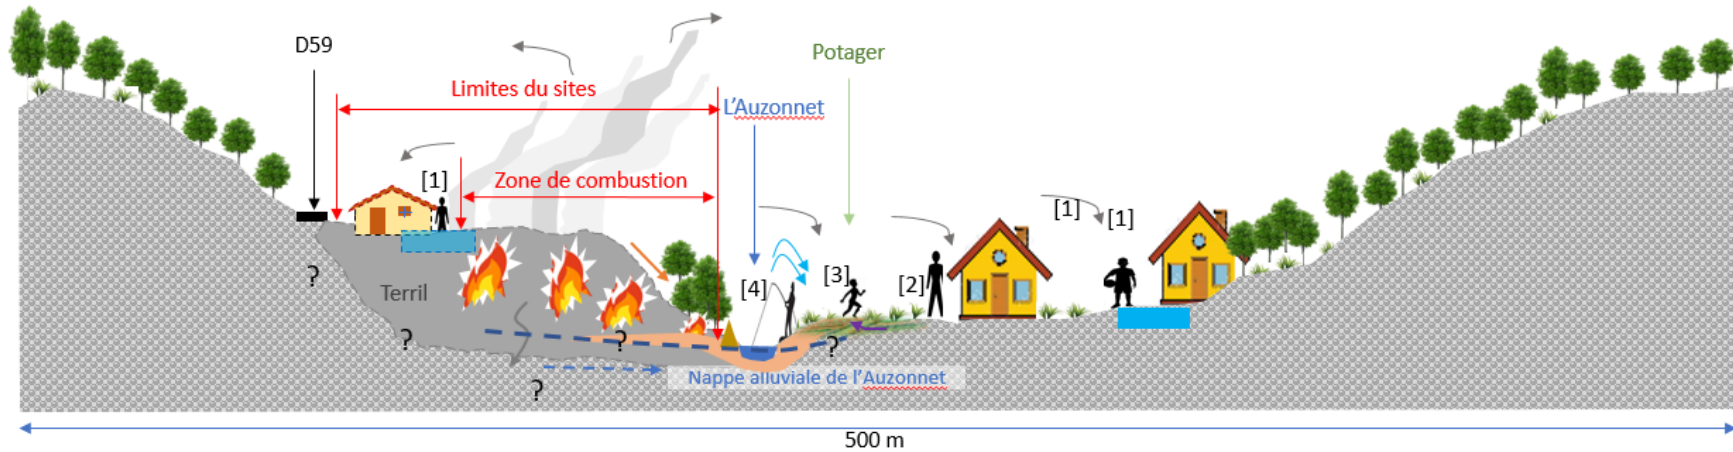 D59
Potager
Limites du sites
L'Auzonnet
[1]
Zone de combustion
[1]
[1]
[4]
[3]
[2]
?
Terril
?
?
?
Nappe alluviale de l'Auzonnet
?
500 m